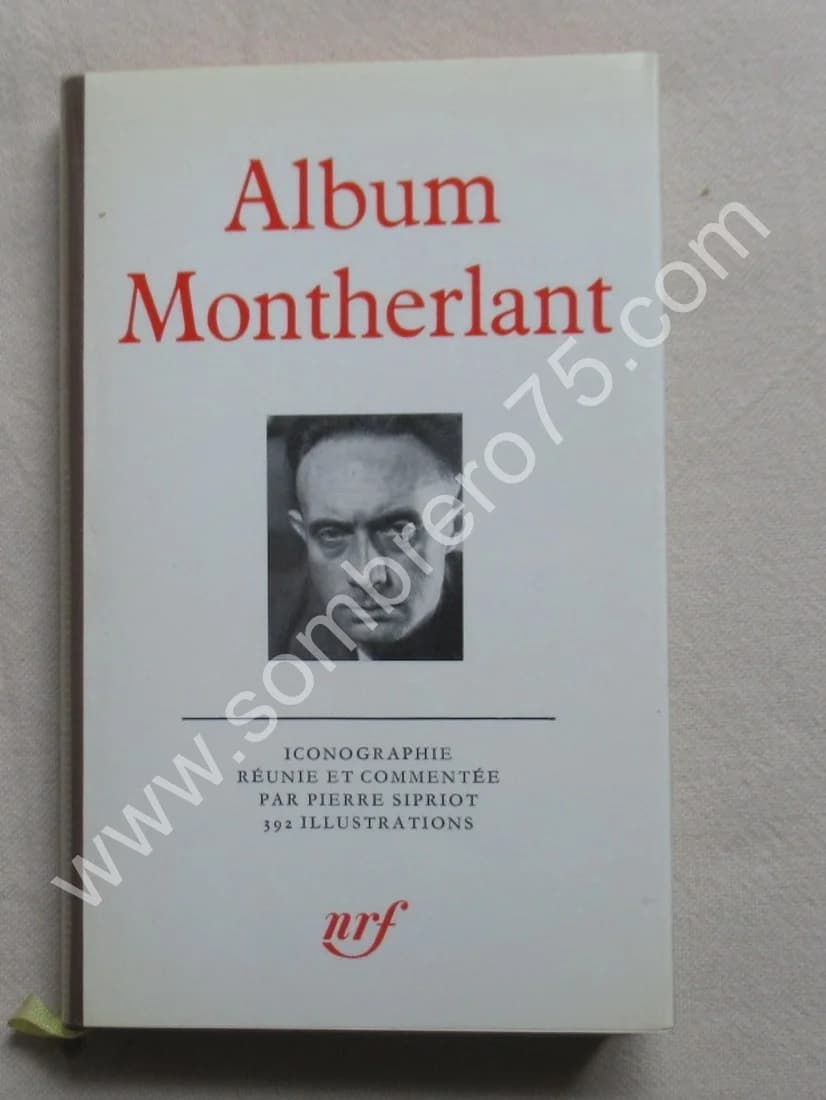 Album
Montherlant
ICONOGRAPHIE
RÉUNIE ET COMMENTÉE
PAR PIERRE SIPRIOT
392 ILLUSTRATIONS
nrf
www.sombrero75.com